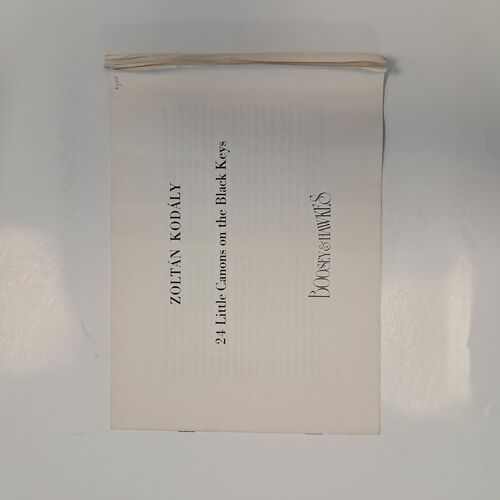 ZOLTÁN KODÁLY
24 Little Canons on the Black Keys
BOOSEY & HAWKES